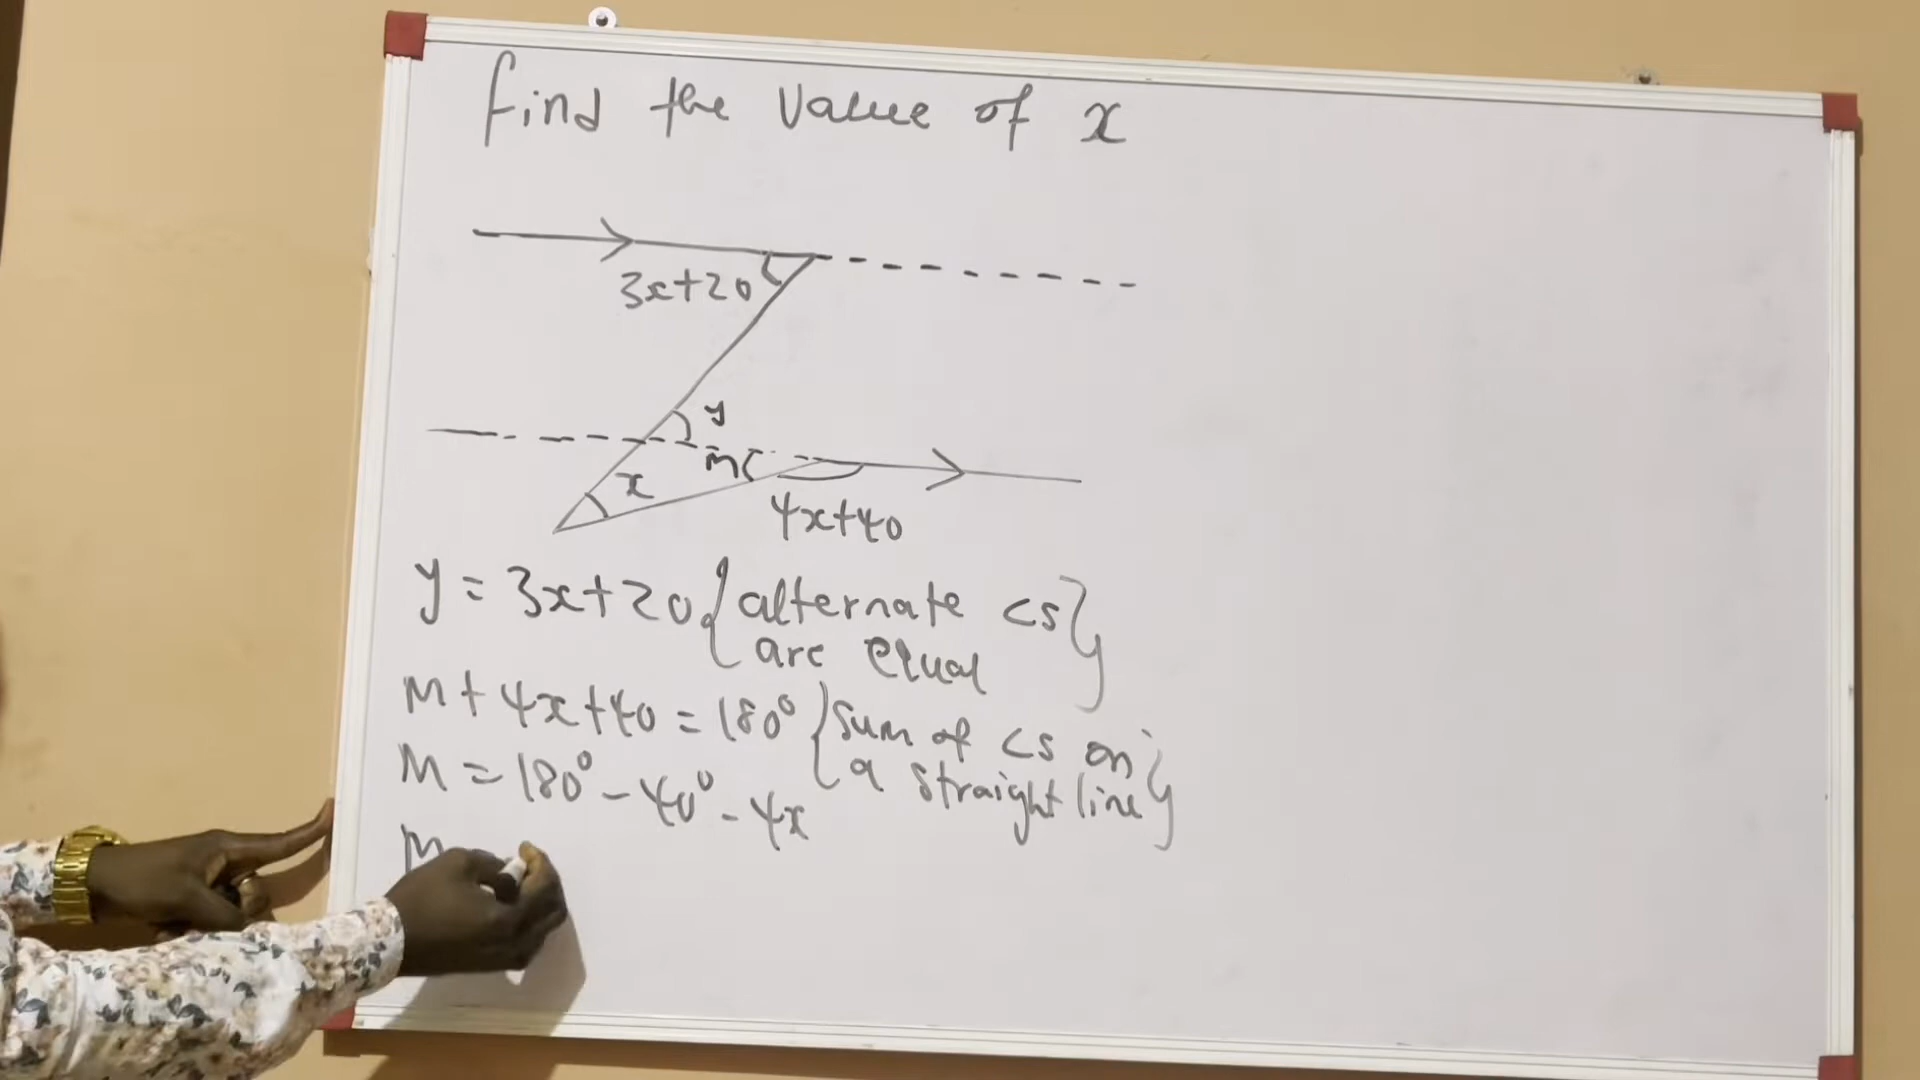 find the value of x
3x+20
y
m
x
4x+40
y = 3x+20 {alternate <s}
are equal
M + 4x+40 = 180° {sum of <s on}
a straight line
M = 180° - 40° - 4x
M =